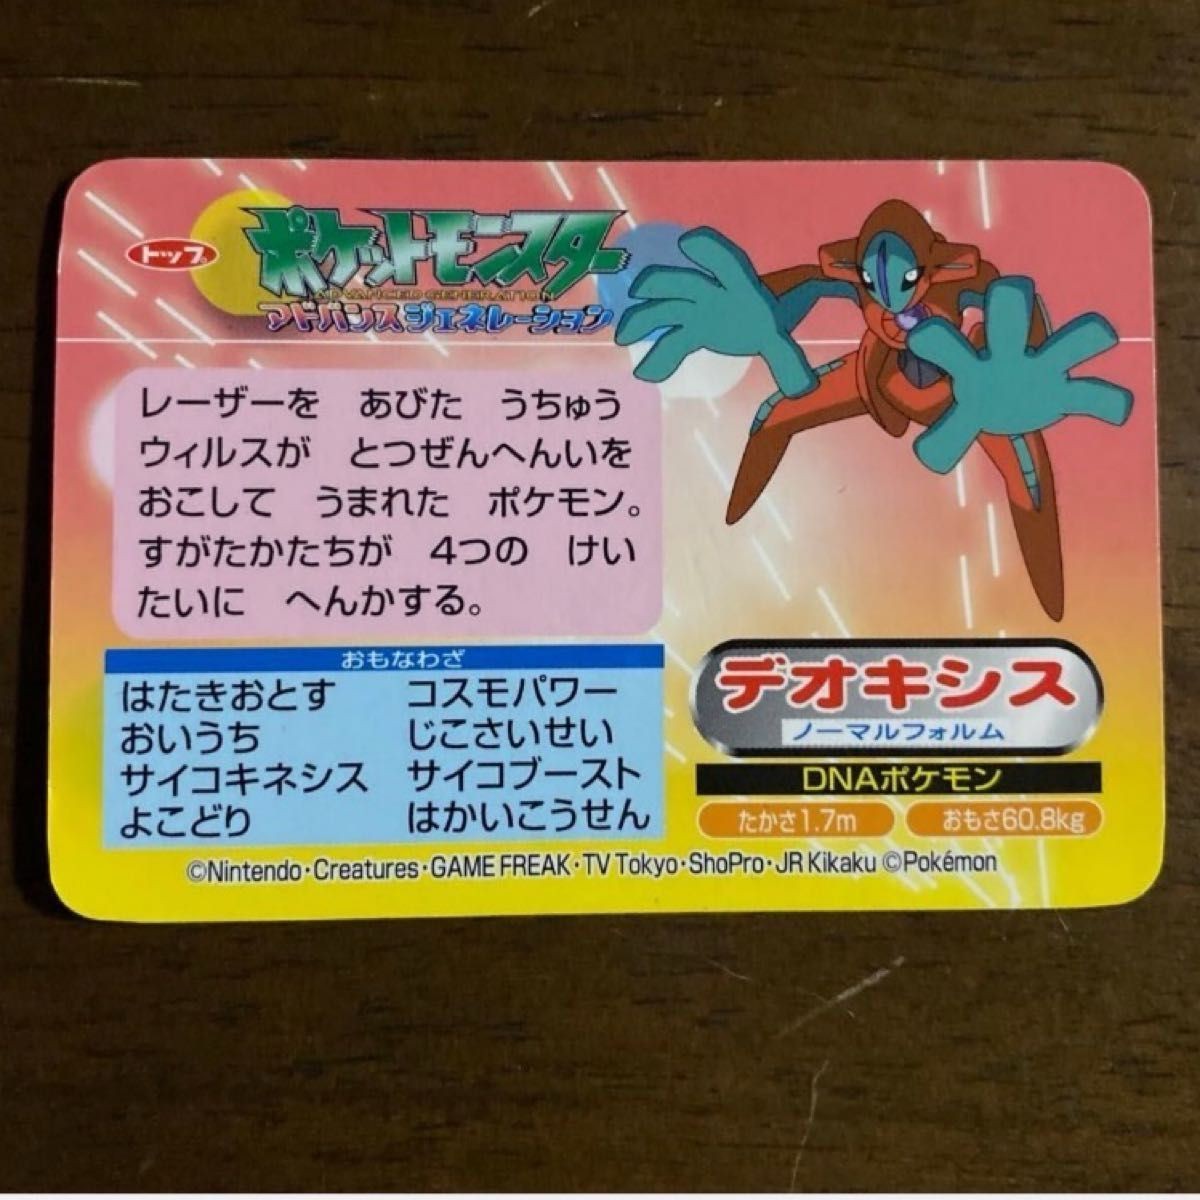 トップ
ポケットモンスター
ADVANCED GENERATION
アドバンスジェネレーション
レーザーを　あびた　うちゅう
ウィルスが　とつぜんへんいを
おこして　うまれた　ポケモン。
すがたかたちが　4つの　けい
たいに　へんかする。
おもなわざ
はたきおとす　コスモパワー
おいうち　じこさいせい
サイコキネシス　サイコブースト
よこどり　はかいこうせん
デオキシス
ノーマルフォルム
DNAポケモン
たかさ1.7m　おもさ60.8kg
©Nintendo・Creatures・GAME FREAK・TV Tokyo・ShoPro・JR Kikaku ©Pokémon